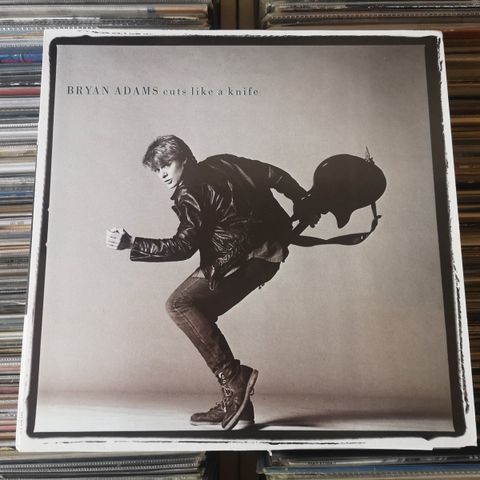 BRYAN ADAMS cuts like a knife